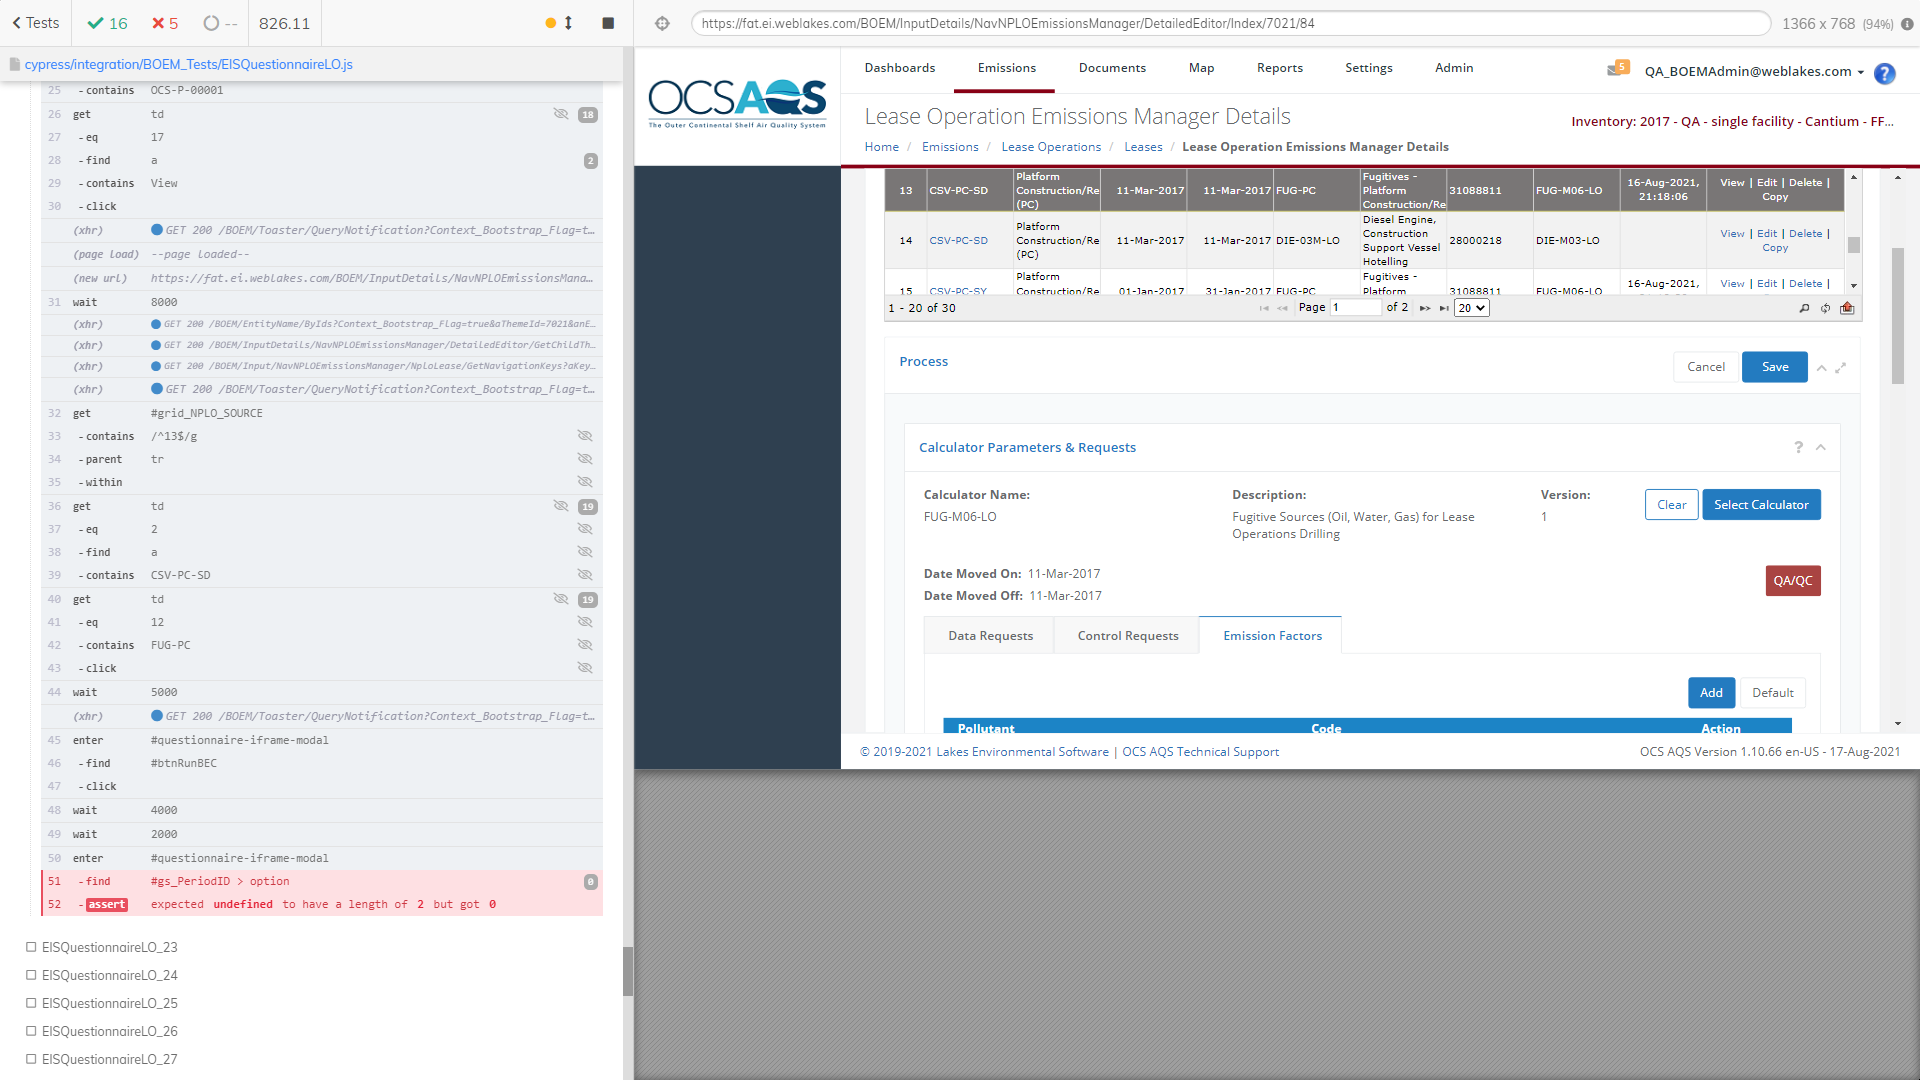 Tests
16
5
--
826.11
cypress/integration/BOEM_Tests/EISQuestionnaireLO.js
25 - contains OCS-P-00001
26 get td 18
27 - eq 17
28 - find a 2
29 - contains View
30 - click
(xhr) GET 200 /BOEM/Toaster/QueryNotification?Context_Bootstrap_Flag=t...
(page load) --page loaded--
(new url) https://fat.ei.weblakes.com/BOEM/InputDetails/NavNPLOEmissionsMana...
31 wait 8000
(xhr) GET 200 /BOEM/EntityName/ByIds?Context_Bootstrap_Flag=true&aThemeId=7021&anE...
(xhr) GET 200 /BOEM/InputDetails/NavNPLOEmissionsManager/DetailedEditor/GetChildTh...
(xhr) GET 200 /BOEM/Input/NavNPLOEmissionsManager/NploLease/GetNavigationKeys?aKey...
(xhr) GET 200 /BOEM/Toaster/QueryNotification?Context_Bootstrap_Flag=t...
32 get #grid_NPLO_SOURCE
33 - contains /^13$/g
34 - parent tr
35 - within
36 get td 19
37 - eq 2
38 - find a
39 - contains CSV-PC-SD
40 get td 19
41 - eq 12
42 - contains FUG-PC
43 - click
44 wait 5000
(xhr) GET 200 /BOEM/Toaster/QueryNotification?Context_Bootstrap_Flag=t...
45 enter #questionnaire-iframe-modal
46 - find #btnRunBEC
47 - click
48 wait 4000
49 wait 2000
50 enter #questionnaire-iframe-modal
51 - find #gs_PeriodID > option 0
52 - assert expected undefined to have a length of 2 but got 0
EISQuestionnaireLO_23
EISQuestionnaireLO_24
EISQuestionnaireLO_25
EISQuestionnaireLO_26
EISQuestionnaireLO_27
https://fat.ei.weblakes.com/BOEM/InputDetails/NavNPLOEmissionsManager/DetailedEditor/Index/7021/84
1366 x 768 (94%)
OCSAQS
The Outer Continental Shelf Air Quality System
Dashboards Emissions Documents Map Reports Settings Admin
5
QA_BOEMAdmin@weblakes.com
?
Lease Operation Emissions Manager Details
Inventory: 2017 - QA - single facility - Cantium - FF...
Home / Emissions / Lease Operations / Leases / Lease Operation Emissions Manager Details
13 CSV-PC-SD Platform Construction/Re (PC) 11-Mar-2017 11-Mar-2017 FUG-PC Fugitives - Platform Construction/Re 31088811 FUG-M06-LO 16-Aug-2021, 21:18:06 View | Edit | Delete | Copy
14 CSV-PC-SD Platform Construction/Re (PC) 11-Mar-2017 11-Mar-2017 DIE-03M-LO Diesel Engine, Construction Support Vessel Hotelling 28000218 DIE-M03-LO View | Edit | Delete | Copy
15 CSV-PC-SY Platform Construction/Re 01-Jan-2017 31-Jan-2017 FUG-PC Fugitives - Platform 31088811 FUG-M06-LO 16-Aug-2021, View | Edit | Delete |
1 - 20 of 30
Page 1 of 2 20
Process
Cancel Save
Calculator Parameters & Requests
?
Calculator Name: Description: Version:
FUG-M06-LO
Fugitive Sources (Oil, Water, Gas) for Lease
Operations Drilling
1
Clear Select Calculator
Date Moved On: 11-Mar-2017
Date Moved Off: 11-Mar-2017
QA/QC
Data Requests Control Requests Emission Factors
Add Default
Pollutant Code Action
© 2019-2021 Lakes Environmental Software | OCS AQS Technical Support
OCS AQS Version 1.10.66 en-US - 17-Aug-2021